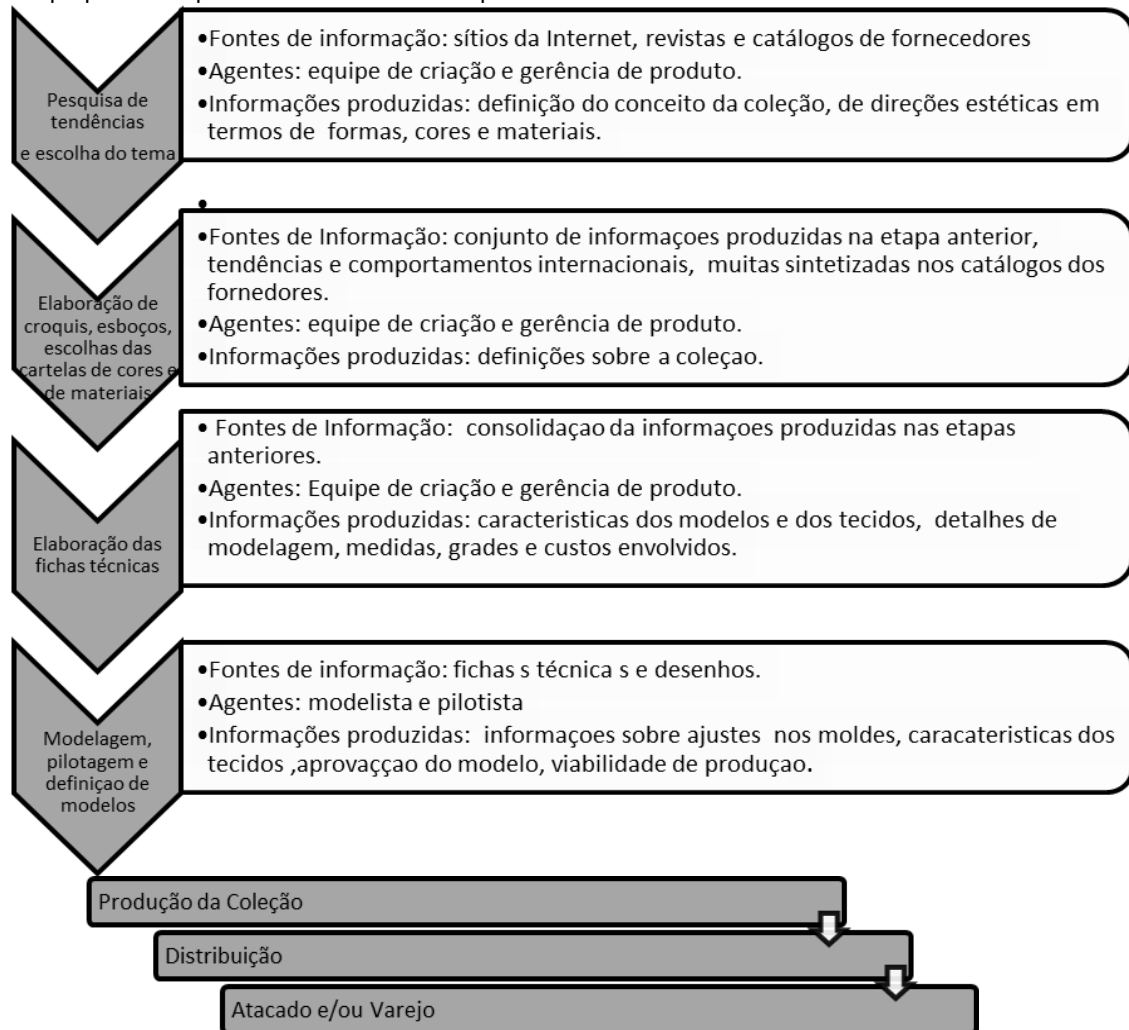 Pesquisa de
tendências
e escolha do tema
•Fontes de informação: sítios da Internet, revistas e catálogos de fornecedores
•Agentes: equipe de criação e gerência de produto.
•Informações produzidas: definição do conceito da coleção, de direções estéticas em
termos de formas, cores e materiais.
•
Elaboração de
croquis, esboços,
escolhas das
cartelas de cores e
de materiais
•Fontes de Informação: conjunto de informaçoes produzidas na etapa anterior,
tendências e comportamentos internacionais, muitas sintetizadas nos catálogos dos
fornedores.
•Agentes: equipe de criação e gerência de produto.
•Informações produzidas: definições sobre a coleçao.
Elaboração das
fichas técnicas
• Fontes de Informação: consolidaçao da informaçoes produzidas nas etapas
anteriores.
•Agentes: Equipe de criação e gerência de produto.
•Informações produzidas: caracteristicas dos modelos e dos tecidos, detalhes de
modelagem, medidas, grades e custos envolvidos.
Modelagem,
pilotagem e
definiçao de
modelos
•Fontes de informação: fichas s técnica s e desenhos.
•Agentes: modelista e pilotista
•Informações produzidas: informaçoes sobre ajustes nos moldes, caracateristicas dos
tecidos ,aprovaççao do modelo, viabilidade de produçao.
Produção da Coleção
Distribuição
Atacado e/ou Varejo